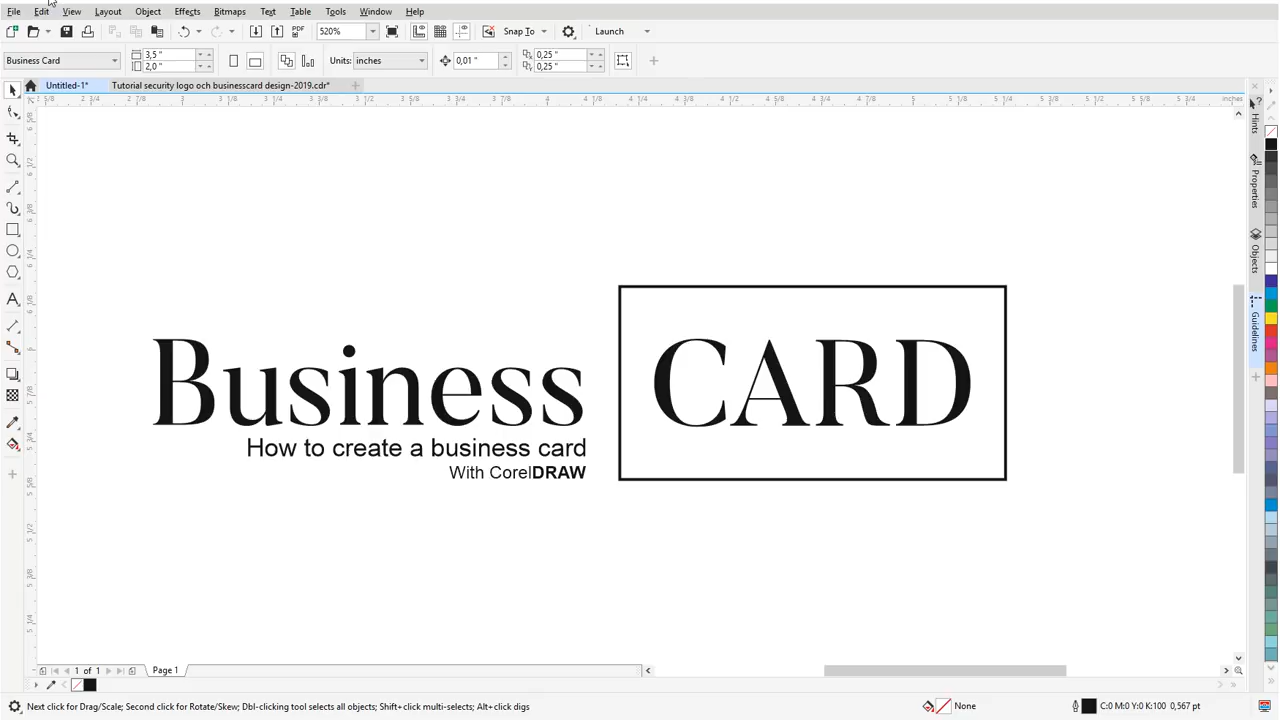 File Edit View Layout Object Effects Bitmaps Text Table Tools Window Help
PDF 520% Snap To Launch
Business Card 3,5 " 2,0 " Units: inches 0,01 " 0,25 " 0,25 "
Untitled-1* Tutorial security logo och businesscard design-2019.cdr*
inches
Hints
Properties
Objects
Guidelines
Business CARD
How to create a business card
With CorelDRAW
1 of 1 Page 1
Next click for Drag/Scale; Second click for Rotate/Skew; Dbl-clicking tool selects all objects; Shift+click multi-selects; Alt+click digs None C:0 M:0 Y:0 K:100 0,567 pt